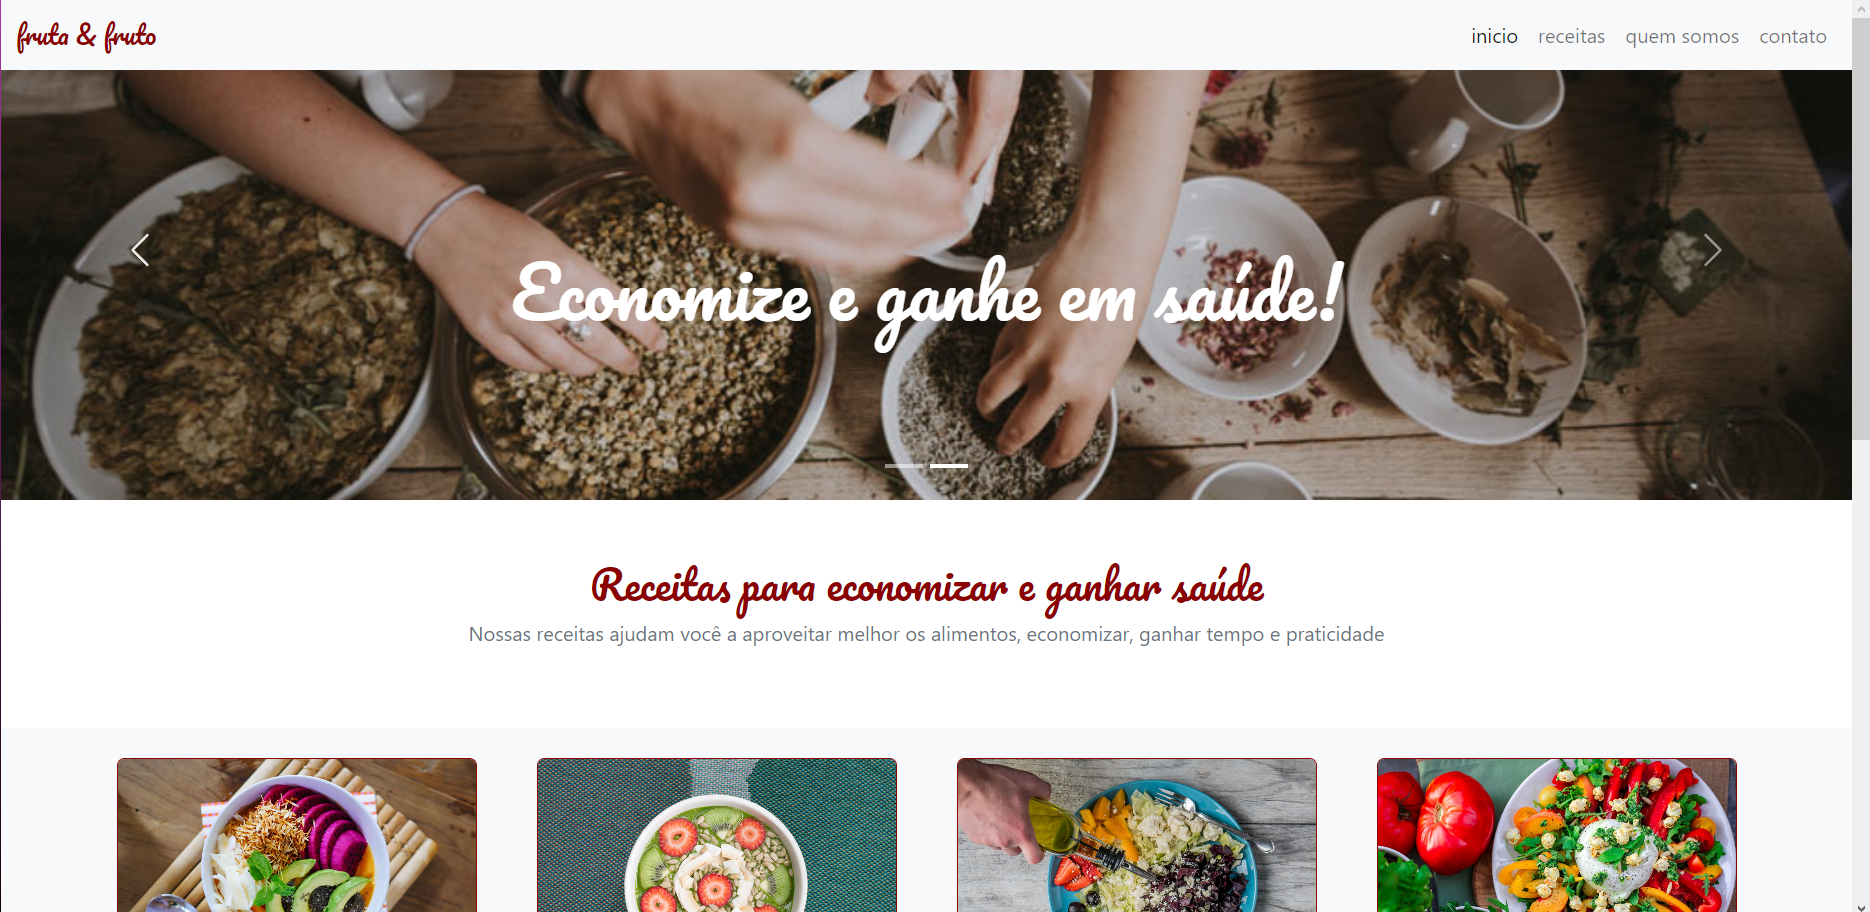 fruta & fruto
inicio receitas quem somos contato
Economize e ganhe em saúde!
Receitas para economizar e ganhar saúde
Nossas receitas ajudam você a aproveitar melhor os alimentos, economizar, ganhar tempo e praticidade